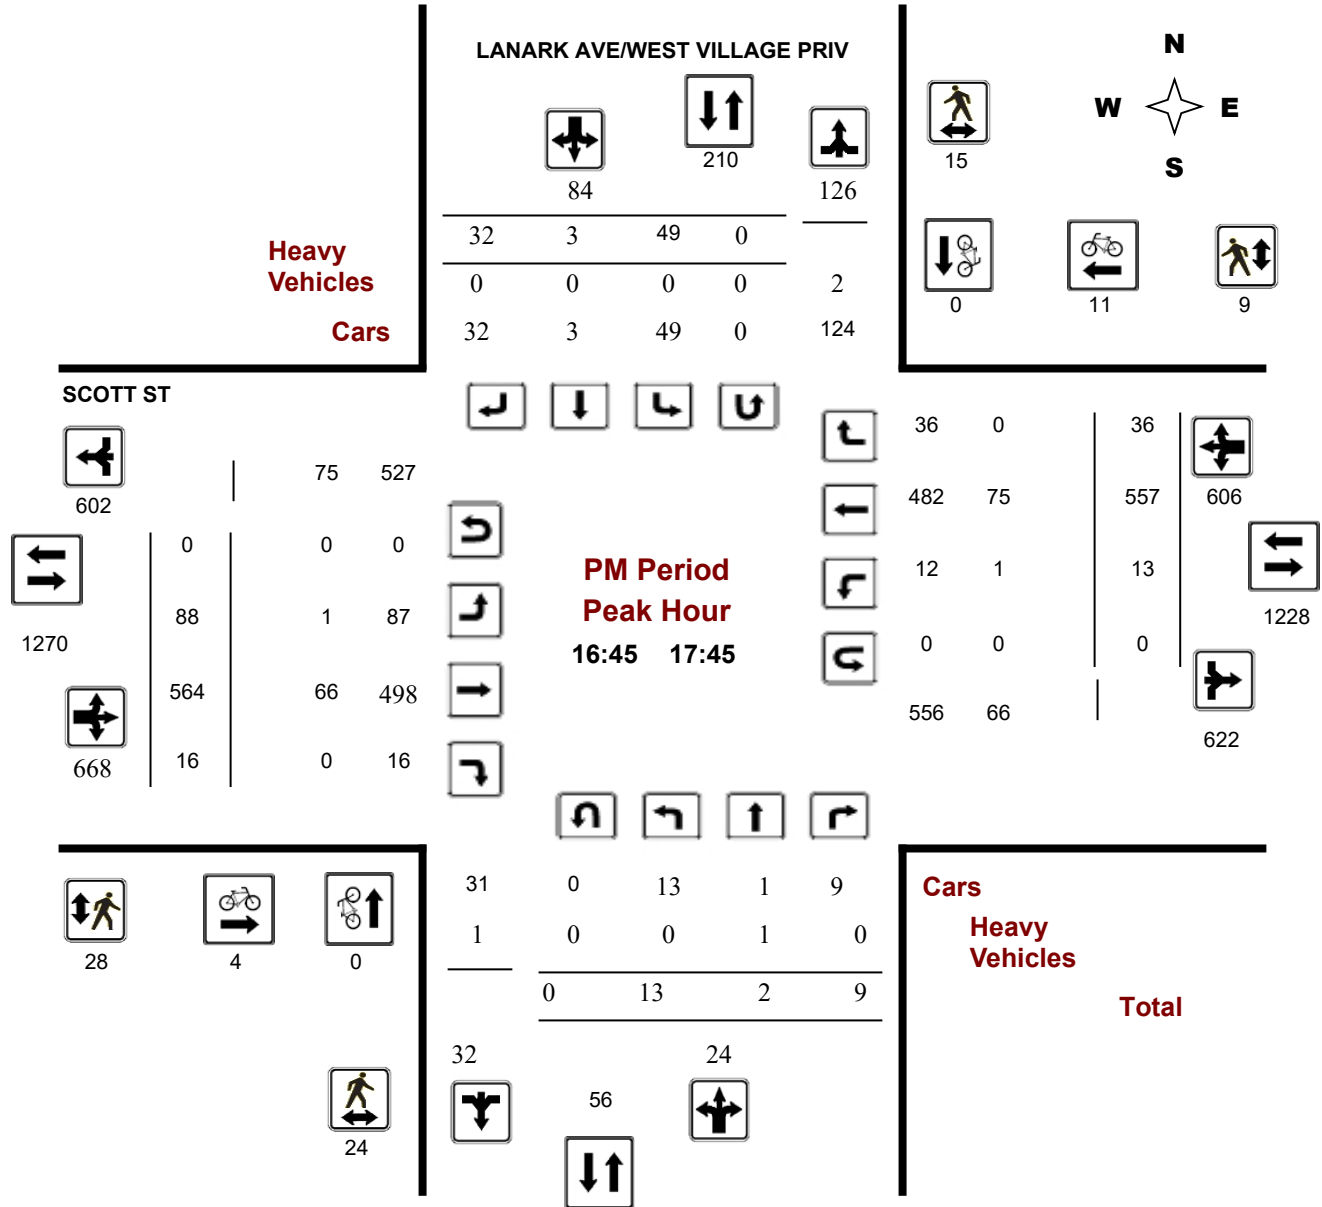 LANARK AVE/WEST VILLAGE PRIV
N
W E
S
210
15
84
126
32 3 49 0
Heavy
Vehicles
0 0 0 0 2
0 11 9
Cars
32 3 49 0 124
SCOTT ST
36 0 36
75 527
602
482 75 557 606
0 0 0
PM Period
12 1 13
88 1 87
Peak Hour
1228
1270
16:45 17:45
0 0 0
564 66 498
556 66
622
668
16 0 16
31 0 13 1 9
Cars
1 0 0 1 0
Heavy
Vehicles
28 4 0
0 13 2 9
Total
32 24
56
24